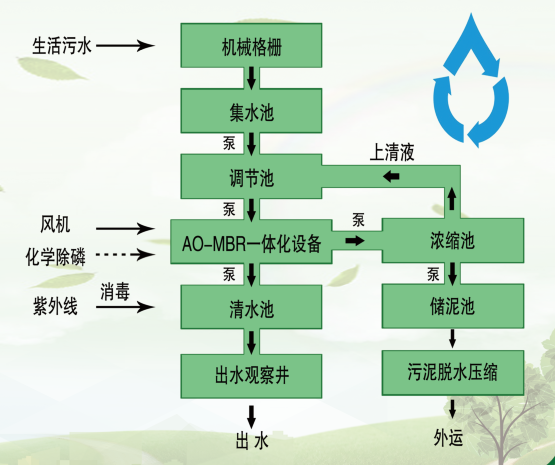 生活污水
机械格栅
集水池
泵
调节池
上清液
泵
风机
化学除磷
AO-MBR一体化设备
泵
浓缩池
泵
泵
紫外线
消毒
清水池
储泥池
出水观察井
污泥脱水压缩
出水
外运